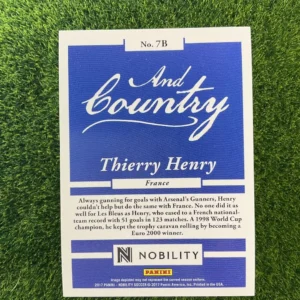 No. 7B
And
Country
Thierry Henry
France
Always gunning for goals with Arsenal's Gunners, Henry
couldn't help but do the same with France. No one did it as
well for Les Bleus as Henry, who eased to a French national-
team record with 51 goals in 123 matches. A 1998 World Cup
champion, he kept the trophy caravan rolling by becoming a
Euro 2000 winner.
N NOBILITY
PANINI